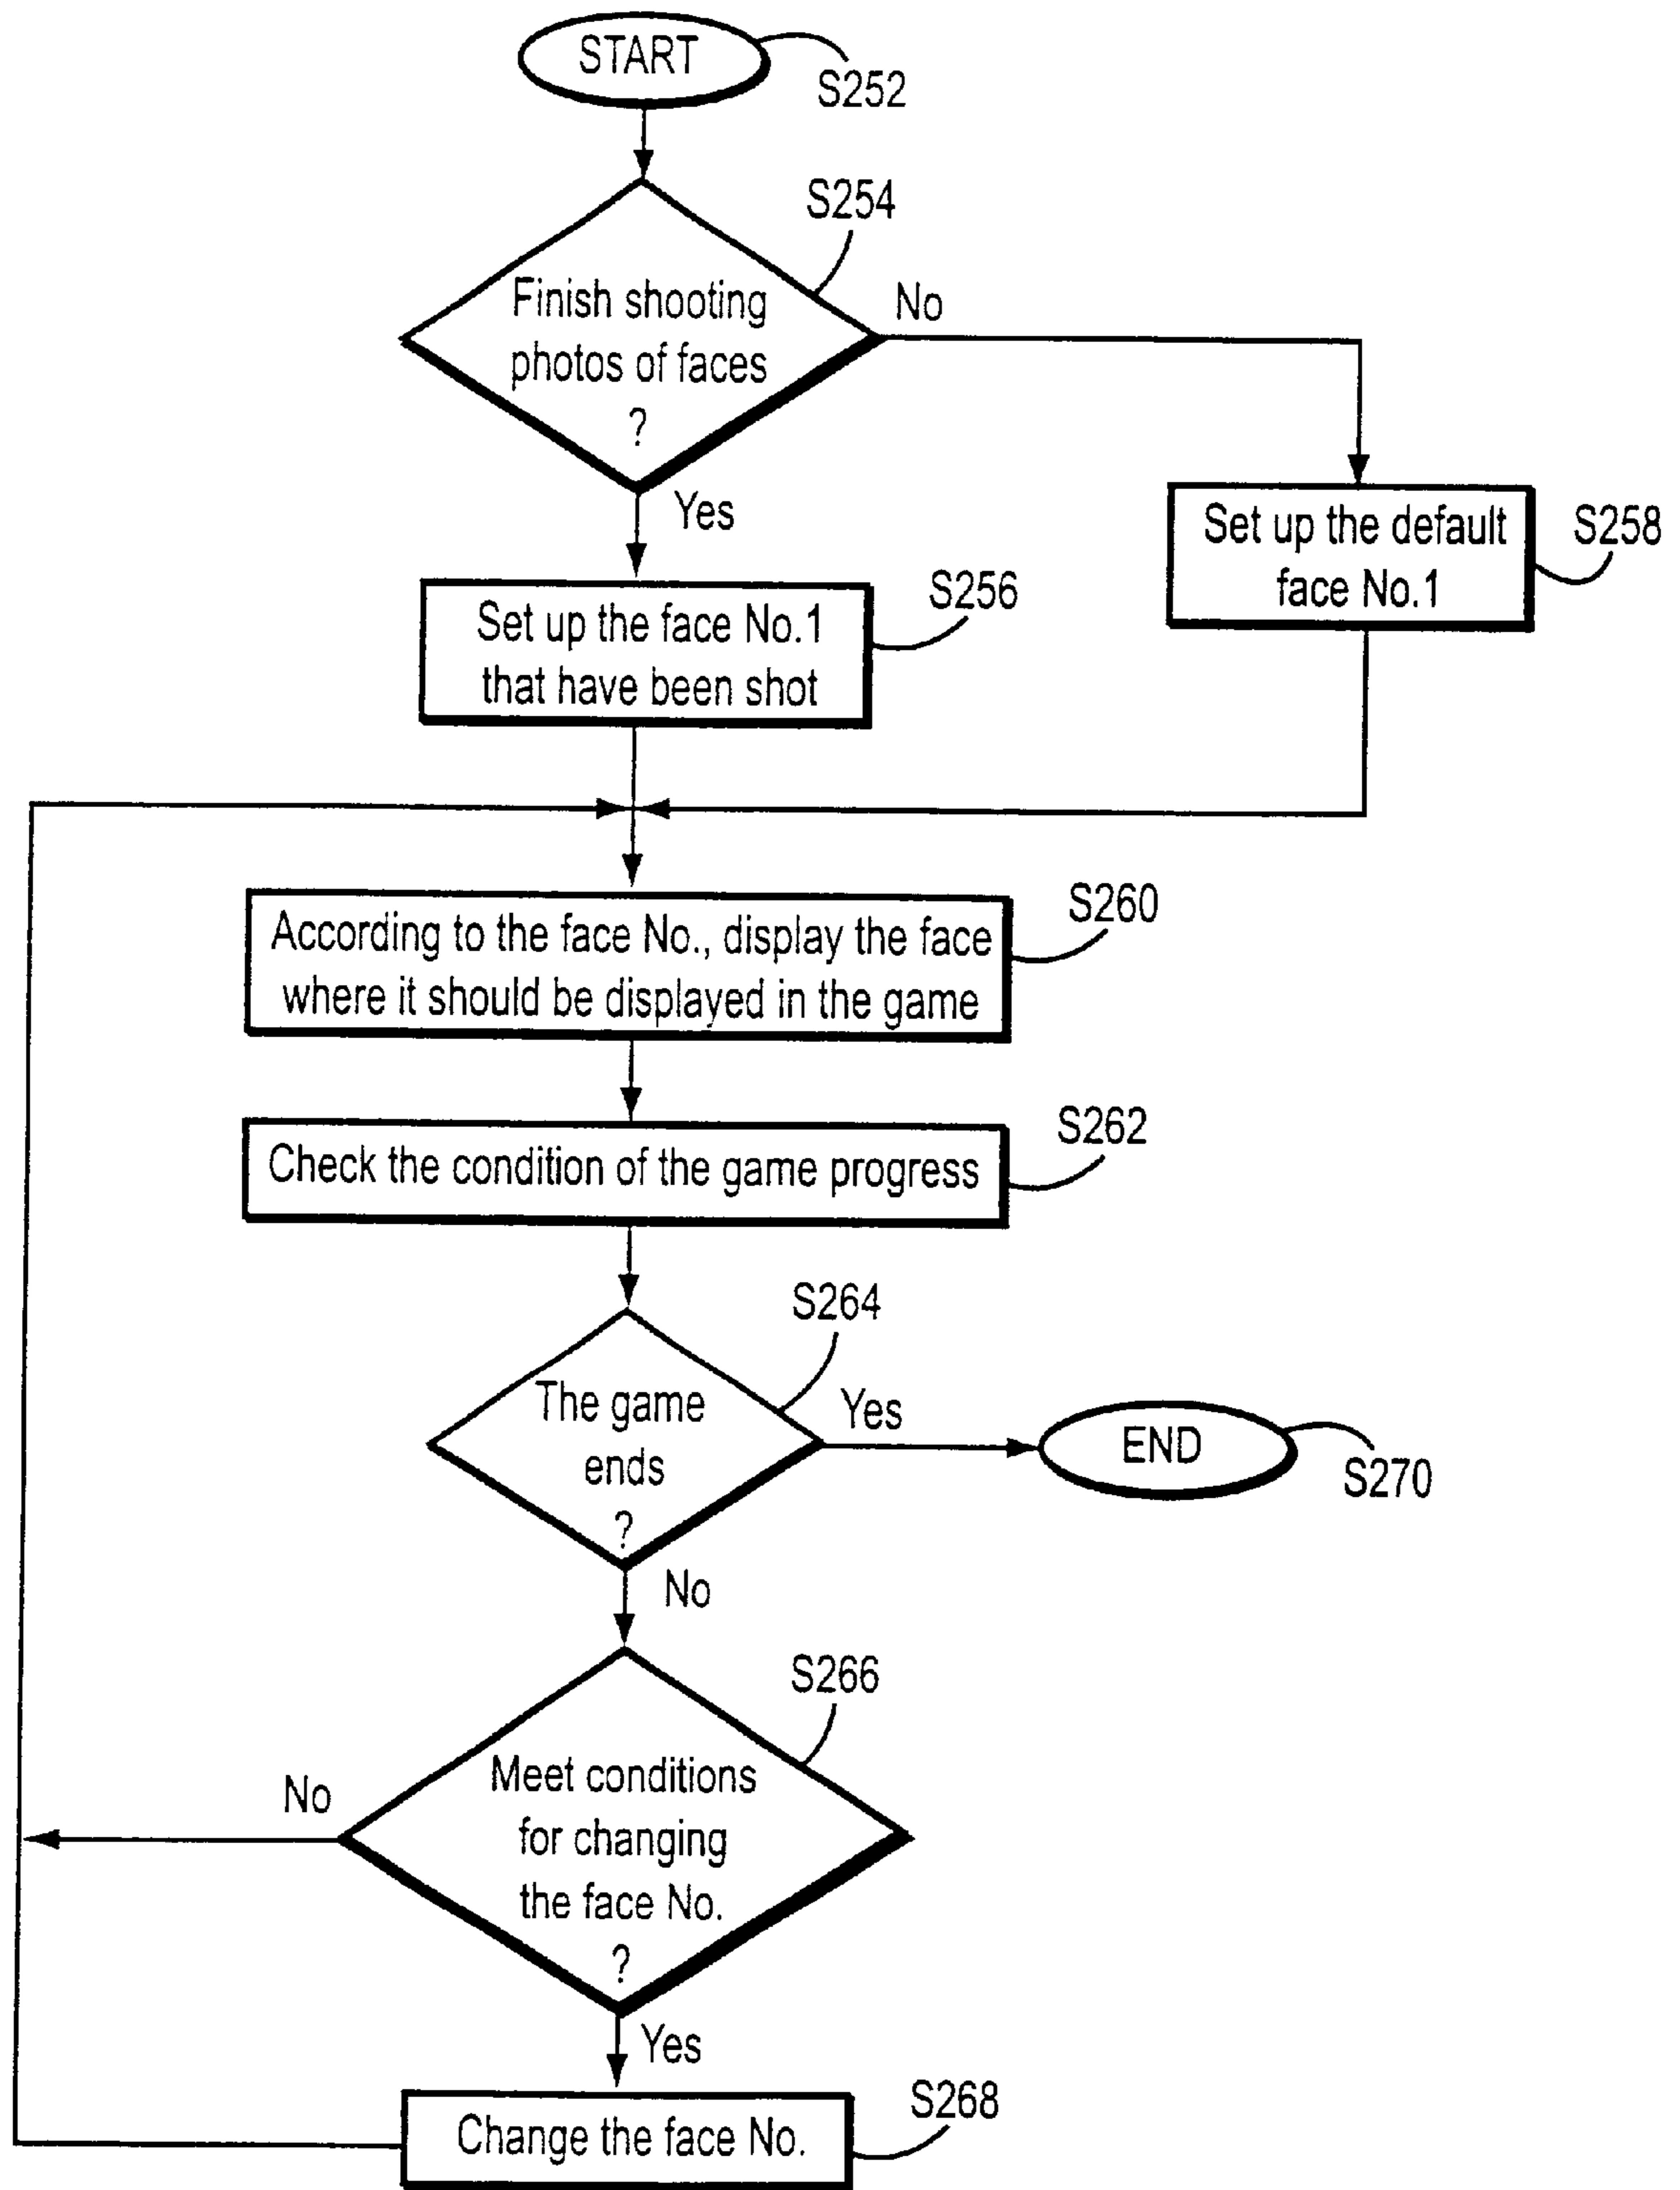 START
S252
S254
Finish shooting
photos of faces
?
No
Yes
Set up the default
face No.1
S258
S256
Set up the face No.1
that have been shot
S260
According to the face No., display the face
where it should be displayed in the game
S262
Check the condition of the game progress
S264
The game
ends
?
Yes
END
S270
No
S266
Meet conditions
for changing
the face No.
?
No
Yes
S268
Change the face No.